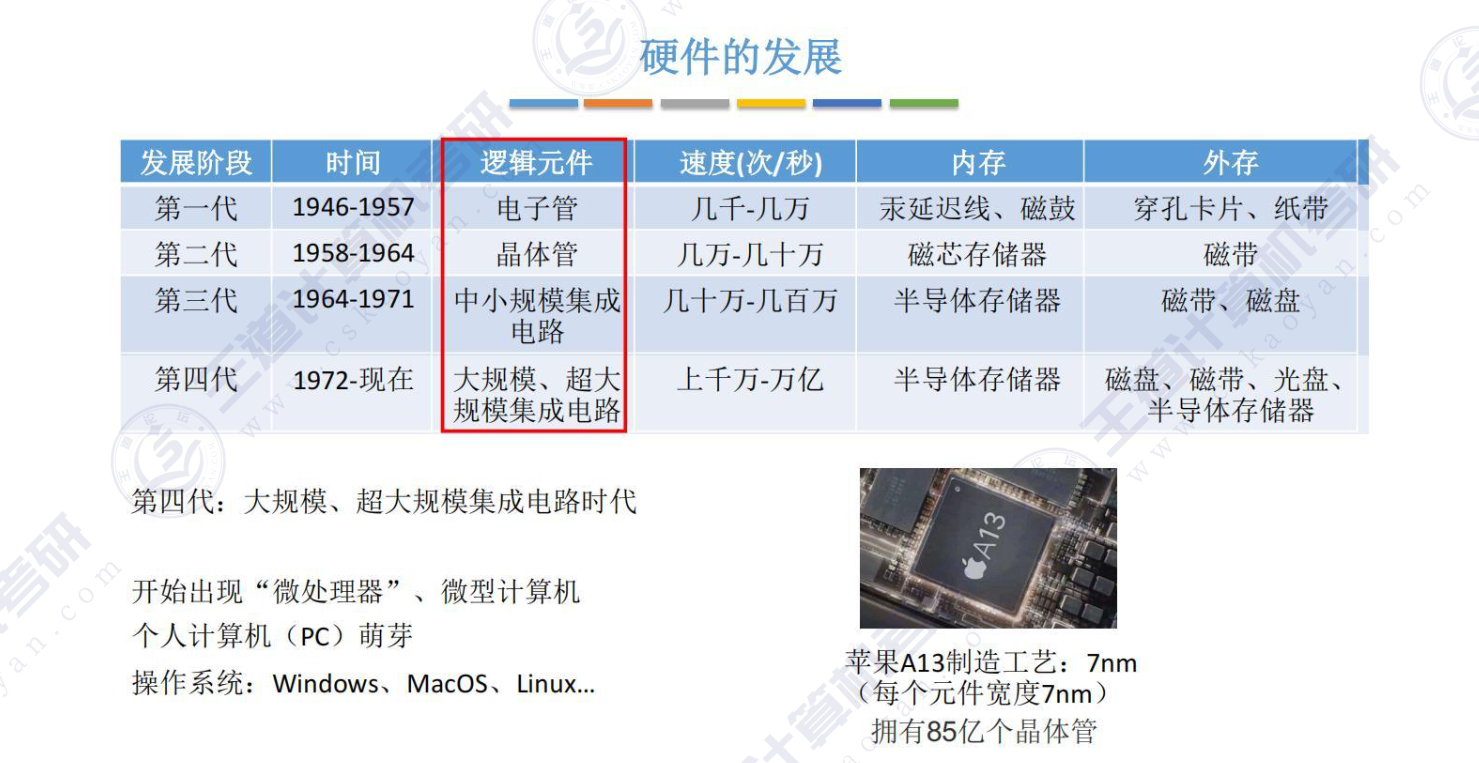 硬件的发展
发展阶段 时间 逻辑元件 速度(次/秒) 内存 外存
第一代 1946-1957 电子管 几千-几万 汞延迟线、磁鼓 穿孔卡片、纸带
第二代 1958-1964 晶体管 几万-几十万 磁芯存储器 磁带
第三代 1964-1971 中小规模集成 几十万-几百万 半导体存储器 磁带、磁盘
电路
第四代 1972-现在 大规模、超大 上千万-万亿 半导体存储器 磁盘、磁带、光盘、
规模集成电路 半导体存储器
第四代：大规模、超大规模集成电路时代
开始出现“微处理器”、微型计算机
个人计算机（PC）萌芽
操作系统：Windows、MacOS、Linux…
A13
苹果A13制造工艺：7nm
（每个元件宽度7nm）
拥有85亿个晶体管
王道计算机考研
www.cskaoyan.com